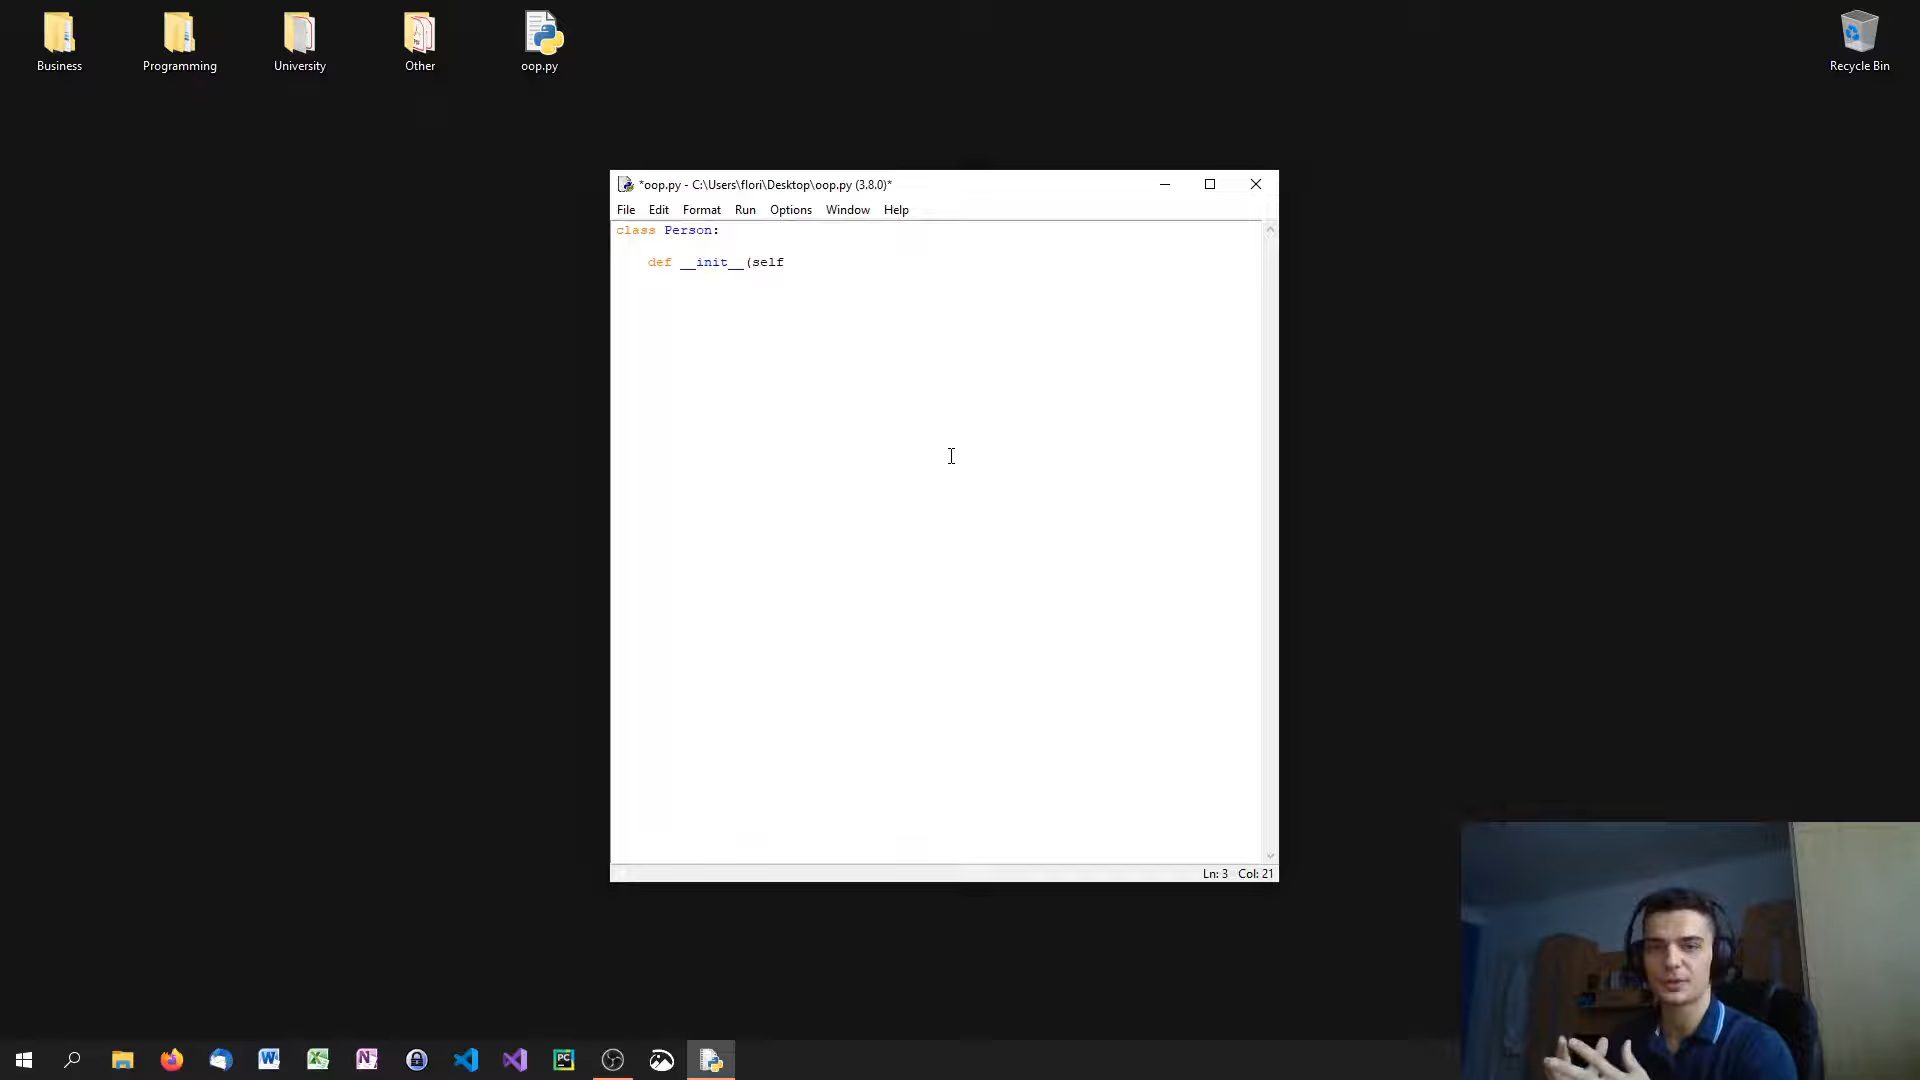 Business
Programming
University
Other
oop.py
Recycle Bin
*oop.py - C:\Users\flori\Desktop\oop.py (3.8.0)*
File Edit Format Run Options Window Help
class Person:
def __init__(self
Ln: 3 Col: 21